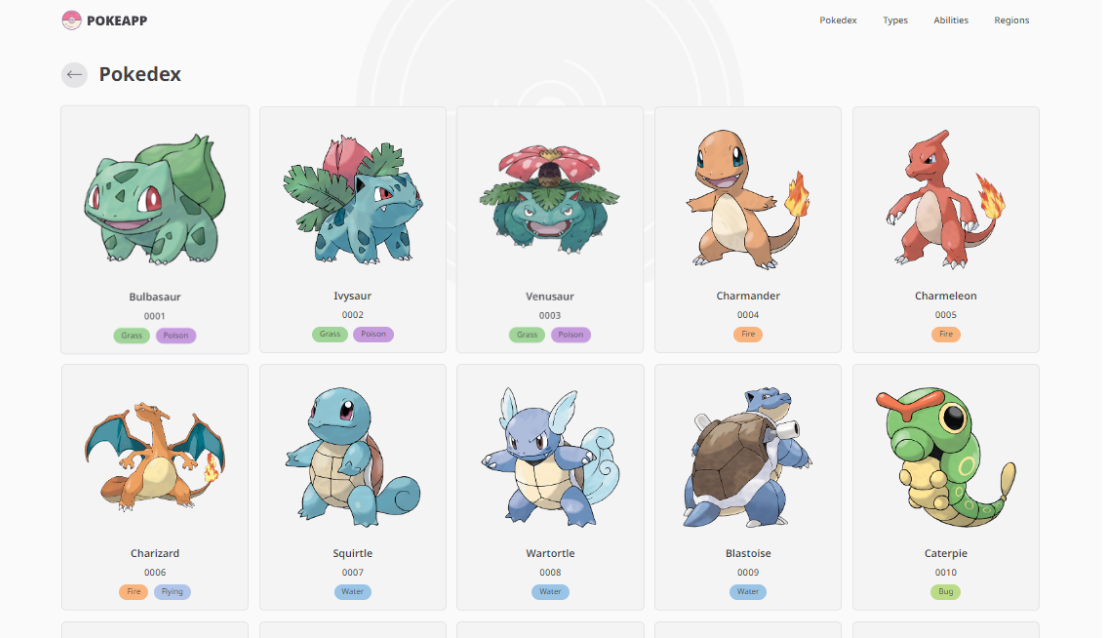 POKEAPP
Pokedex Types Abilities Regions
Pokedex
Bulbasaur
0001
Grass Poison
Ivysaur
0002
Grass Poison
Venusaur
0003
Grass Poison
Charmander
0004
Fire
Charmeleon
0005
Fire
Charizard
0006
Fire Flying
Squirtle
0007
Water
Wartortle
0008
Water
Blastoise
0009
Water
Caterpie
0010
Bug